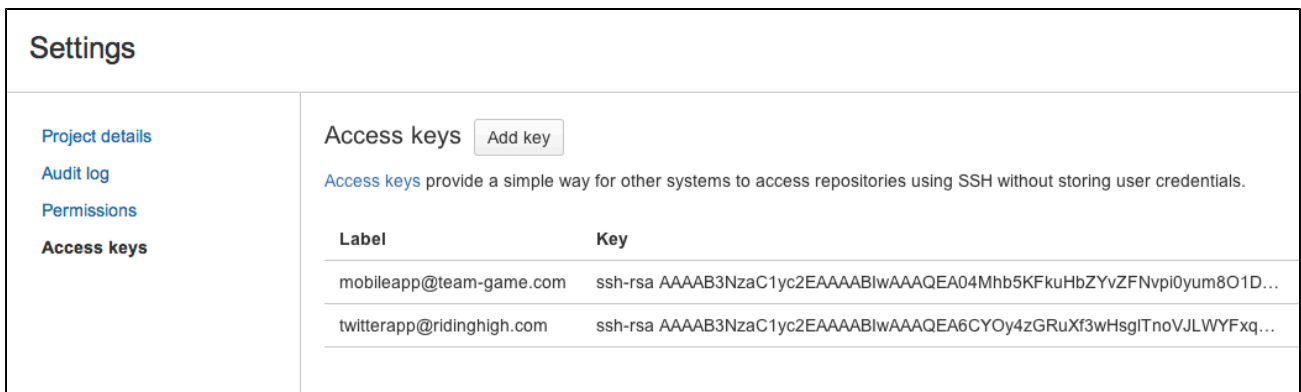 Settings
Project details
Audit log
Permissions
Access keys
Access keys Add key
Access keys provide a simple way for other systems to access repositories using SSH without storing user credentials.
Label Key
mobileapp@team-game.com ssh-rsa AAAAB3NzaC1yc2EAAAABIwAAAQEA04Mhb5KFkuHbZYvZFNvpi0yum8O1D...
twitterapp@ridinghigh.com ssh-rsa AAAAB3NzaC1yc2EAAAABIwAAAQEA6CYOy4zGRuXf3wHsglTnoVJLWYFxq...